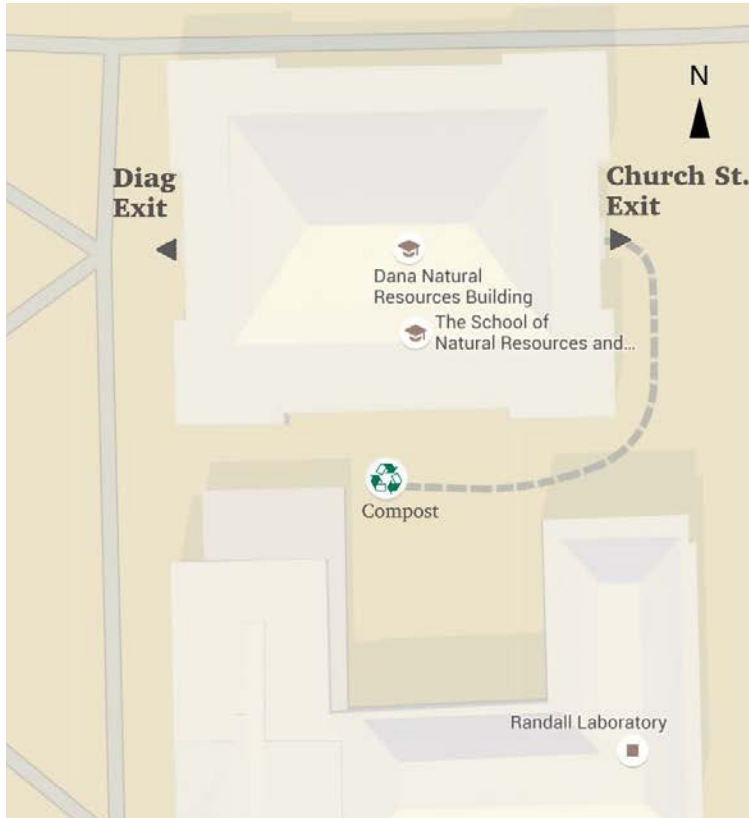 N
Diag
Exit
Church St.
Exit
Dana Natural
Resources Building
The School of
Natural Resources and...
Compost
Randall Laboratory